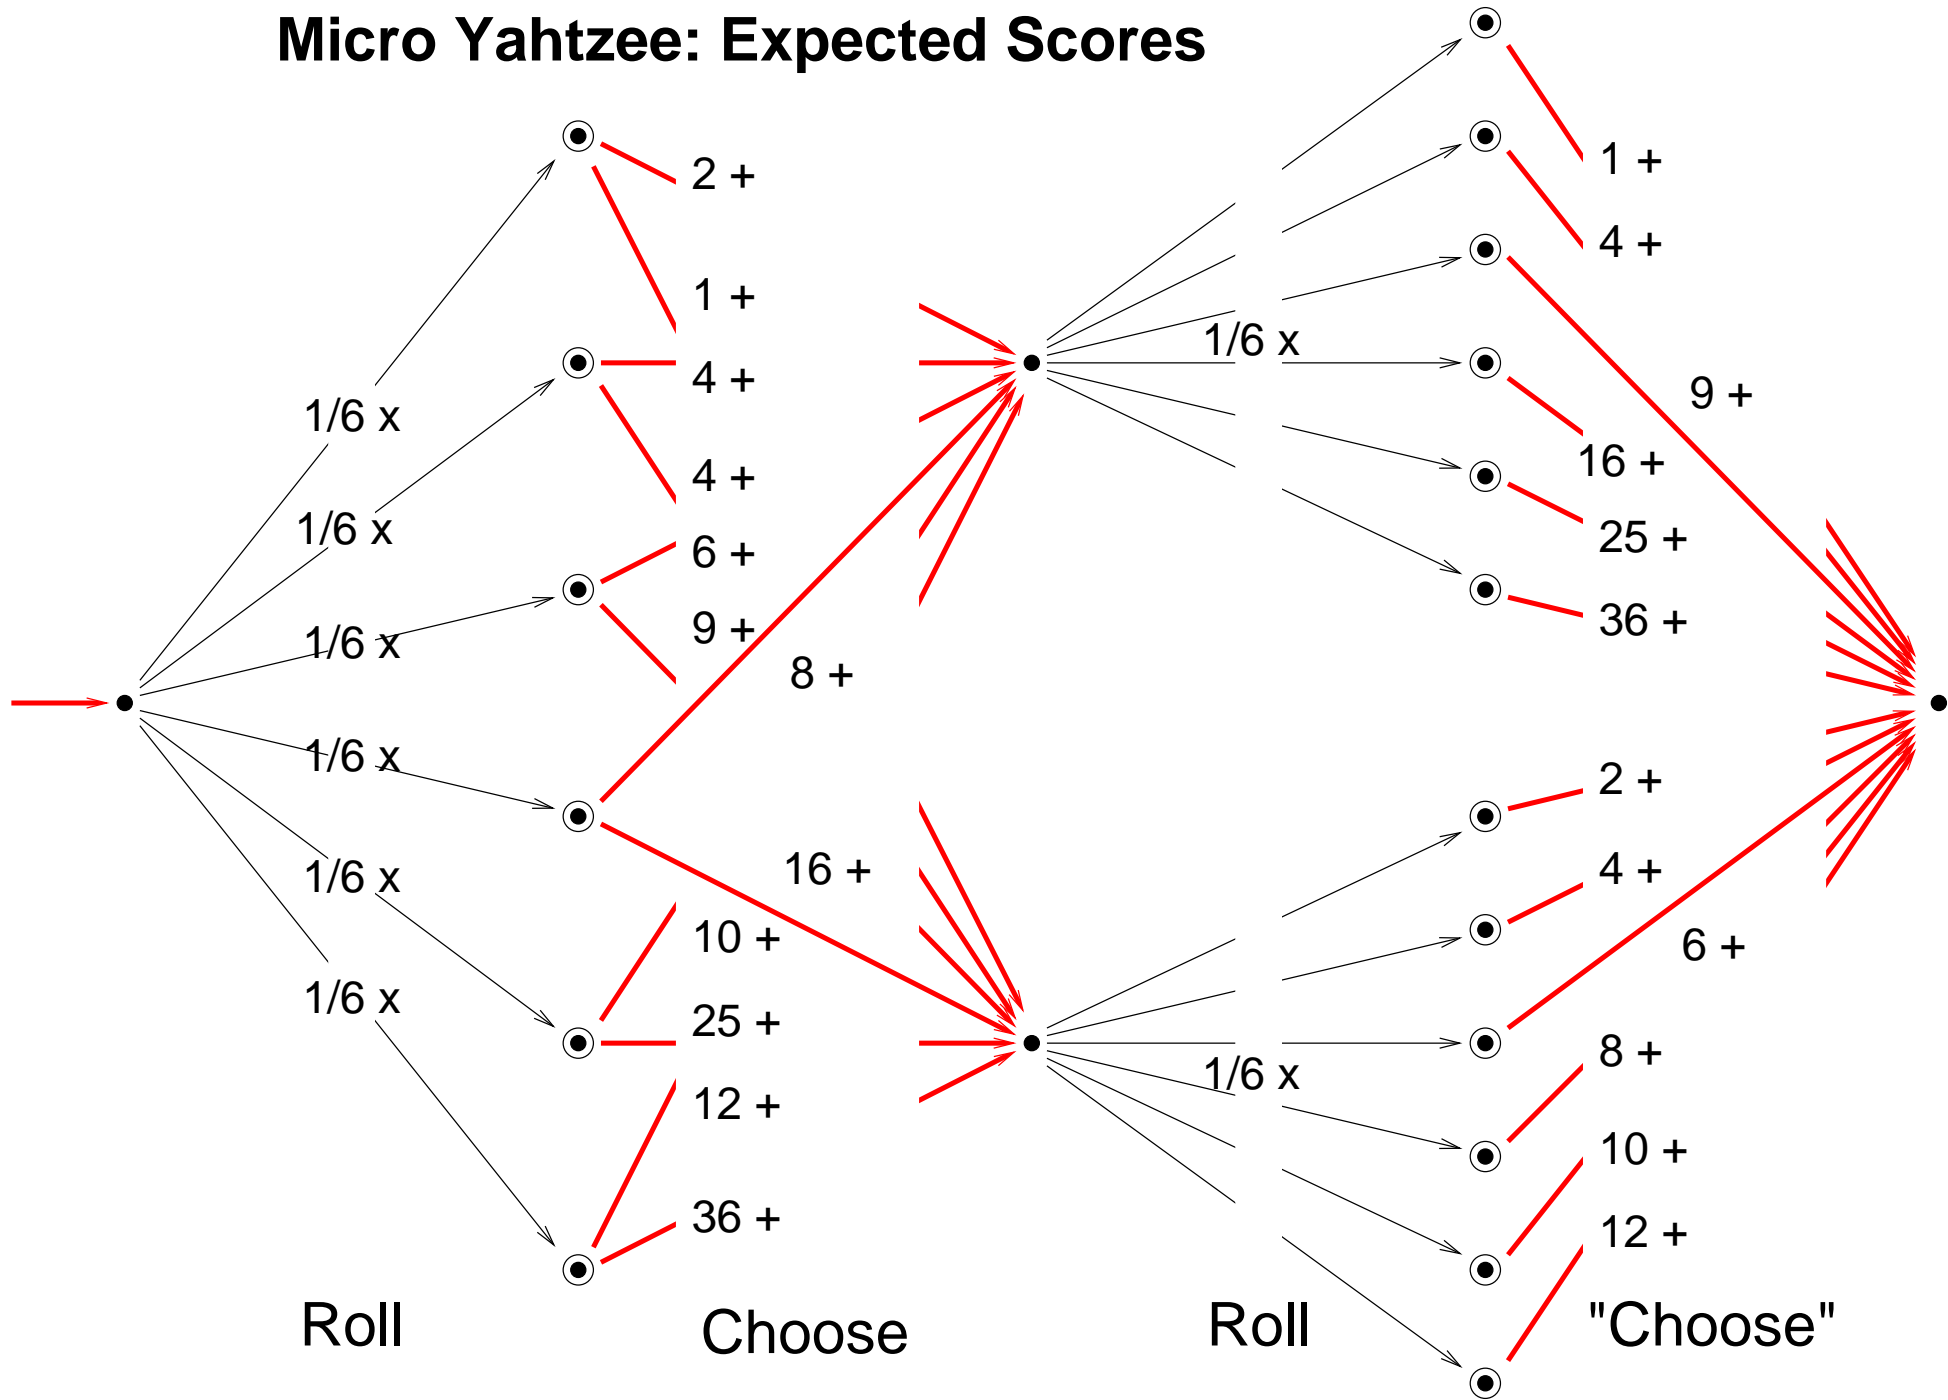 Micro Yahtzee: Expected Scores
1/6 x
1/6 x
1/6 x
1/6 x
1/6 x
1/6 x
2 +
1 +
4 +
4 +
6 +
9 +
8 +
16 +
10 +
25 +
12 +
36 +
1/6 x
1/6 x
1 +
4 +
9 +
16 +
25 +
36 +
2 +
4 +
6 +
8 +
10 +
12 +
Roll
Choose
Roll
"Choose"